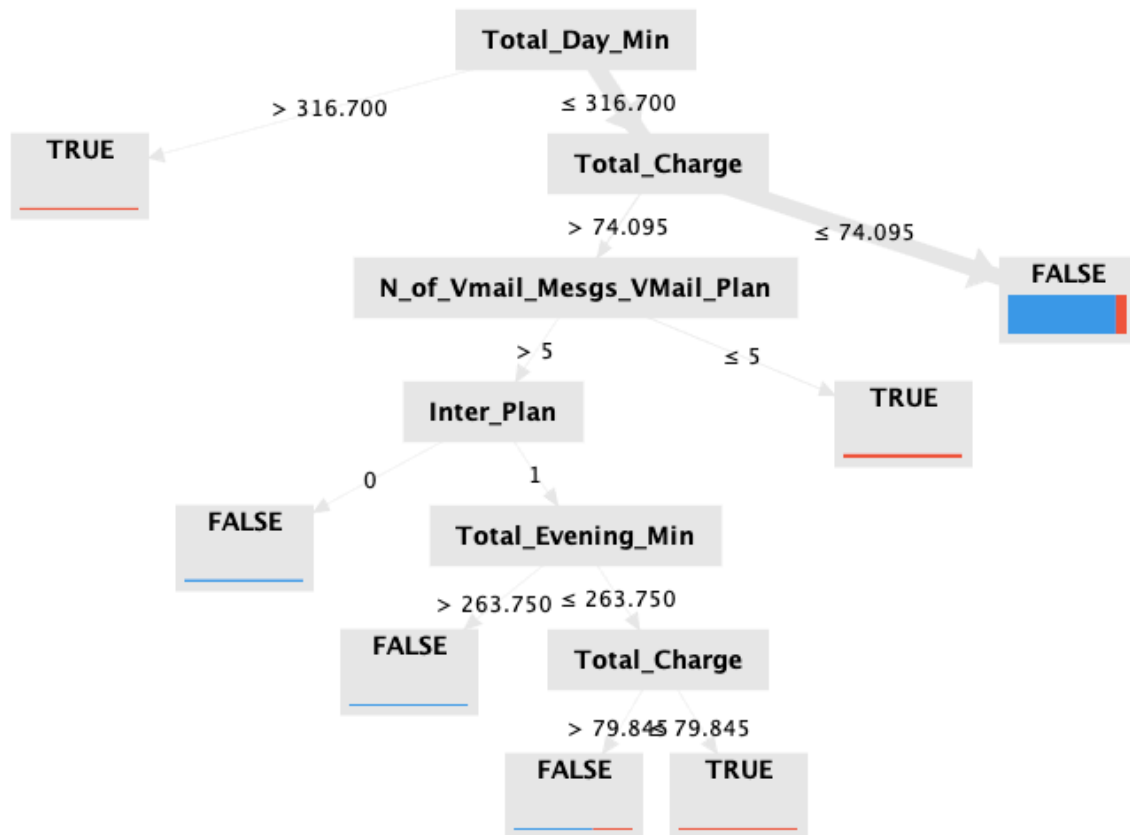 Total_Day_Min
> 316.700
≤ 316.700
TRUE
Total_Charge
> 74.095
≤ 74.095
N_of_Vmail_Mesgs_VMail_Plan
FALSE
> 5
≤ 5
Inter_Plan
TRUE
0
1
FALSE
Total_Evening_Min
> 263.750
≤ 263.750
FALSE
Total_Charge
> 79.845
≤ 79.845
FALSE
TRUE